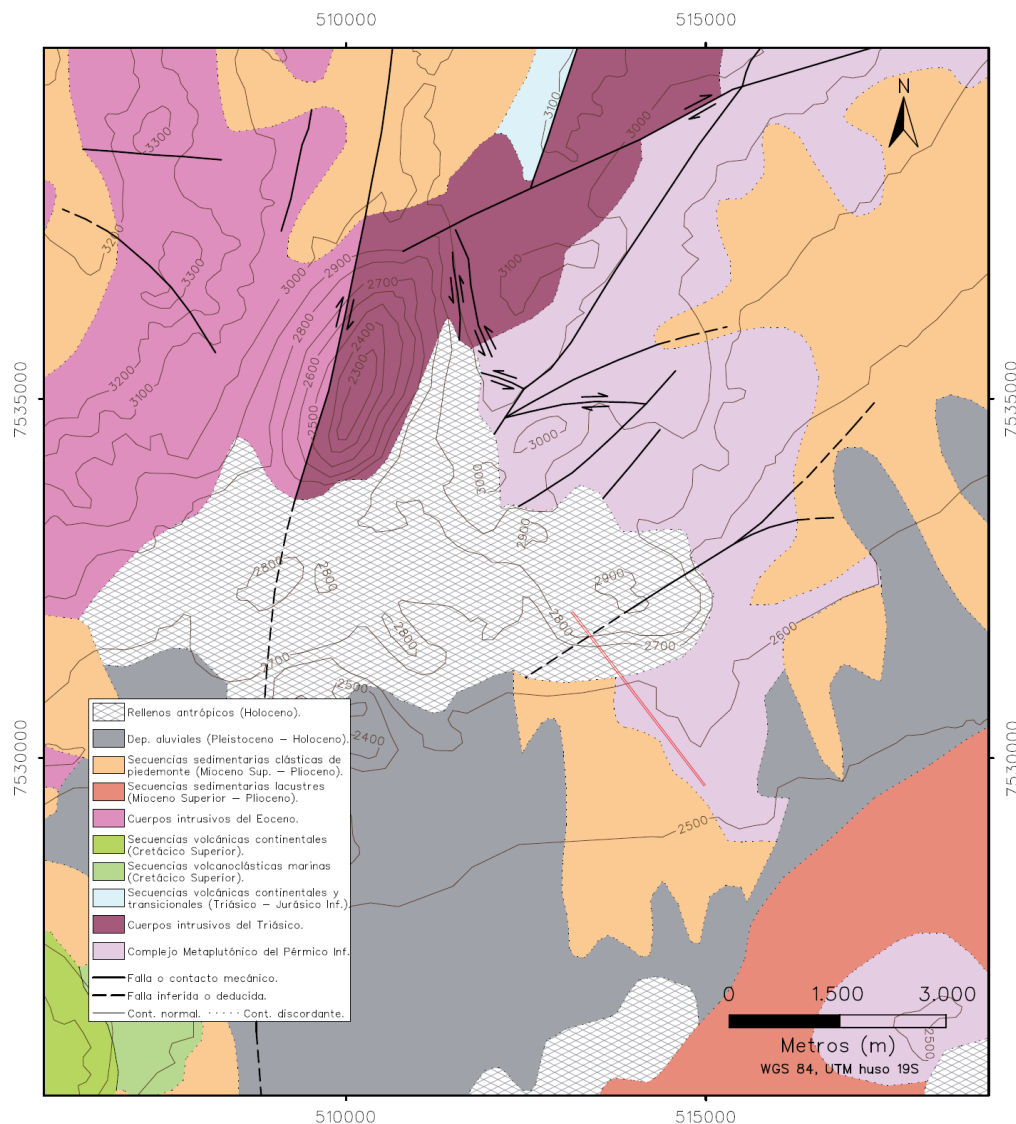 510000
515000
N
3300
3100
3000
3200
3300
3000
2900
2700
3100
2800
2400
2300
2600
3200
3100
2500
7535000
7535000
3000
3000
2900
2800
2800
2900
2800
2800
2700
2600
2700
2500
2400
2500
7530000
7530000
Rellenos antrópicos (Holoceno).
Dep. aluviales (Pleistoceno – Holoceno).
Secuencias sedimentarias clásticas de
piedemonte (Mioceno Sup. – Plioceno).
Secuencias sedimentarias lacustres
(Mioceno Superior – Plioceno).
Cuerpos intrusivos del Eoceno.
Secuencias volcánicas continentales
(Cretácico Superior).
Secuencias volcanoclásticas marinas
(Cretácico Superior).
Secuencias volcánicas continentales y
transicionales (Triásico – Jurásico Inf.).
Cuerpos intrusivos del Triásico.
Complejo Metaplutónico del Pérmico Inf.
Falla o contacto mecánico.
Falla inferida o deducida.
Cont. normal.
Cont. discordante.
0 1.500 3.000
Metros (m)
WGS 84, UTM huso 19S
2500
510000
515000